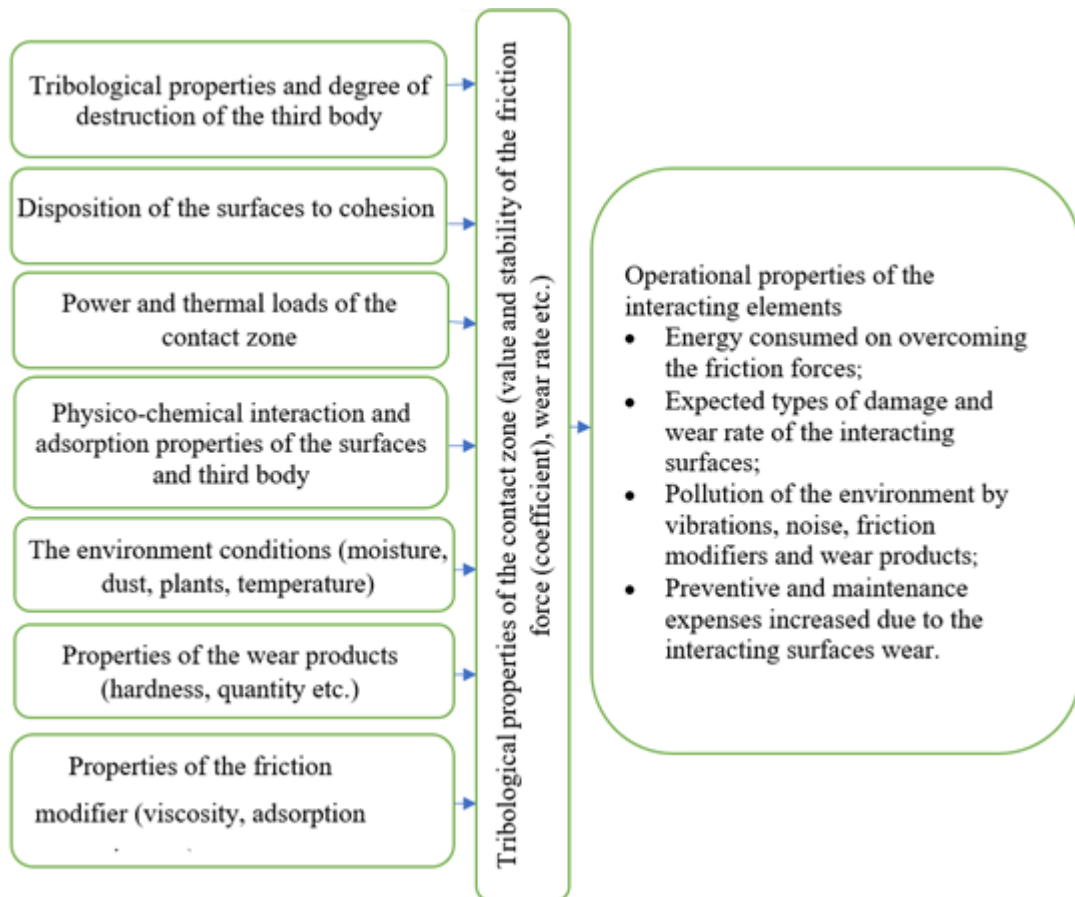 Tribological properties and degree of
destruction of the third body
Disposition of the surfaces to cohesion
Power and thermal loads of the
contact zone
Physico-chemical interaction and
adsorption properties of the surfaces
and third body
The environment conditions (moisture,
dust, plants, temperature)
Properties of the wear products
(hardness, quantity etc.)
Properties of the friction
modifier (viscosity, adsorption
Tribological properties of the contact zone (value and stability of the friction
force (coefficient), wear rate etc.)
Operational properties of the
interacting elements
• Energy consumed on overcoming
the friction forces;
• Expected types of damage and
wear rate of the interacting
surfaces;
• Pollution of the environment by
vibrations, noise, friction
modifiers and wear products;
• Preventive and maintenance
expenses increased due to the
interacting surfaces wear.